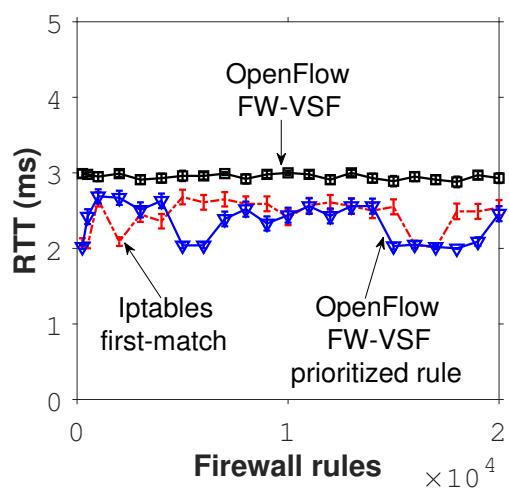 5
OpenFlow
FW-VSF
4
3
RTT (ms)
2
Iptables
first-match
OpenFlow
FW-VSF
prioritized rule
1
0
0
1
2
Firewall rules
×10^4